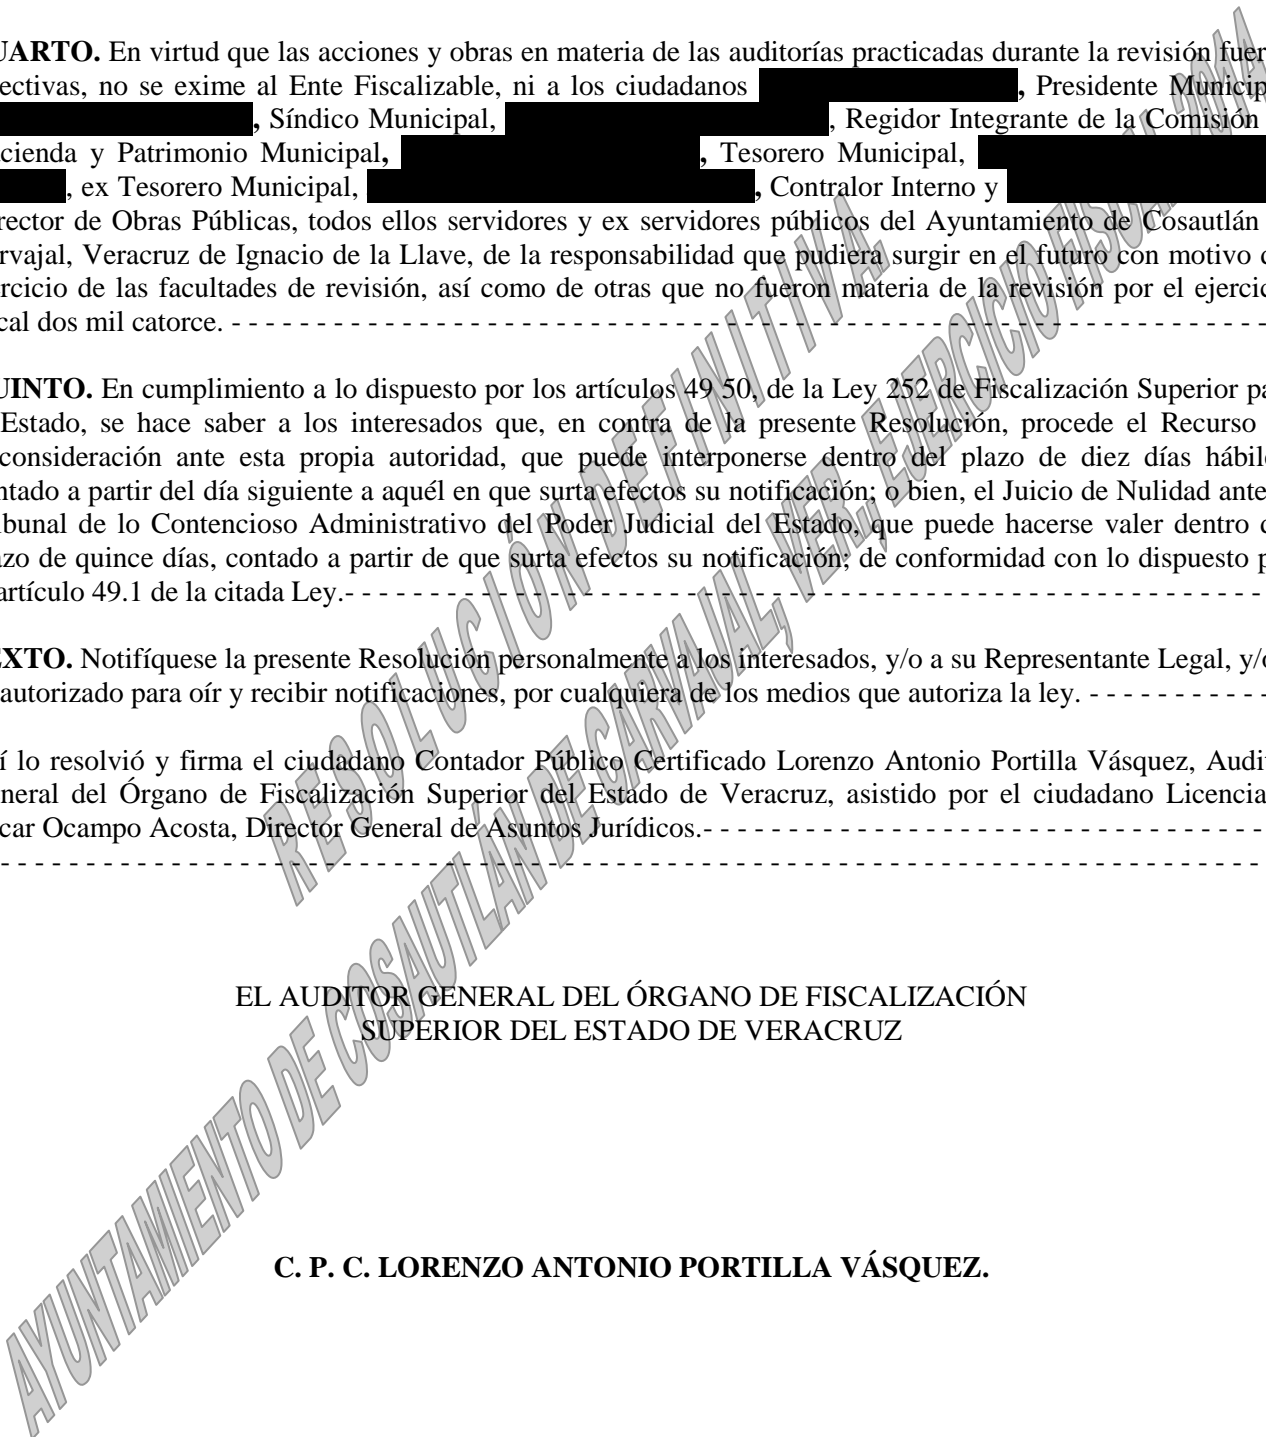 UARTO. En virtud que las acciones y obras en materia de las auditorías practicadas durante la revisión fuer
ectivas, no se exime al Ente Fiscalizable, ni a los ciudadanos , Presidente Municip
, Síndico Municipal, , Regidor Integrante de la Comisión
cienda y Patrimonio Municipal, , Tesorero Municipal,
, ex Tesorero Municipal, , Contralor Interno y
rector de Obras Públicas, todos ellos servidores y ex servidores públicos del Ayuntamiento de Cosautlán
rvajal, Veracruz de Ignacio de la Llave, de la responsabilidad que pudiera surgir en el futuro con motivo d
rcicio de las facultades de revisión, así como de otras que no fueron materia de la revisión por el ejercic
cal dos mil catorce. - - - - - - - - - - - - - - - - - - - - - - - - - - - - - - - - - - - - - - - - - - - - - - - - - - - - - - - - - - - - -
UINTO. En cumplimiento a lo dispuesto por los artículos 49 50, de la Ley 252 de Fiscalización Superior pa
Estado, se hace saber a los interesados que, en contra de la presente Resolución, procede el Recurso
consideración ante esta propia autoridad, que puede interponerse dentro del plazo de diez días hábile
ntado a partir del día siguiente a aquél en que surta efectos su notificación; o bien, el Juicio de Nulidad ante
ibunal de lo Contencioso Administrativo del Poder Judicial del Estado, que puede hacerse valer dentro d
azo de quince días, contado a partir de que surta efectos su notificación; de conformidad con lo dispuesto p
artículo 49.1 de la citada Ley.- - - - - - - - - - - - - - - - - - - - - - - - - - - - - - - - - - - - - - - - - - - - - - - - - - - - - -
EXTO. Notifíquese la presente Resolución personalmente a los interesados, y/o a su Representante Legal, y/o
autorizado para oír y recibir notificaciones, por cualquiera de los medios que autoriza la ley. - - - - - - - - - - -
í lo resolvió y firma el ciudadano Contador Público Certificado Lorenzo Antonio Portilla Vásquez, Audit
neral del Órgano de Fiscalización Superior del Estado de Veracruz, asistido por el ciudadano Licencia
car Ocampo Acosta, Director General de Asuntos Jurídicos.- - - - - - - - - - - - - - - - - - - - - - - - - - - - - - - - -
- - - - - - - - - - - - - - - - - - - - - - - - - - - - - - - - - - - - - - - - - - - - - - - - - - - - - - - - - - - - - - - - - - - - - - - - - -
EL AUDITOR GENERAL DEL ÓRGANO DE FISCALIZACIÓN
SUPERIOR DEL ESTADO DE VERACRUZ
C. P. C. LORENZO ANTONIO PORTILLA VÁSQUEZ.
RESOLUCIÓN DEFINITIVA.
AYUNTAMIENTO DE COSAUTLÁN DE CARVAJAL, VER., EJERCICIO FISCAL 2014